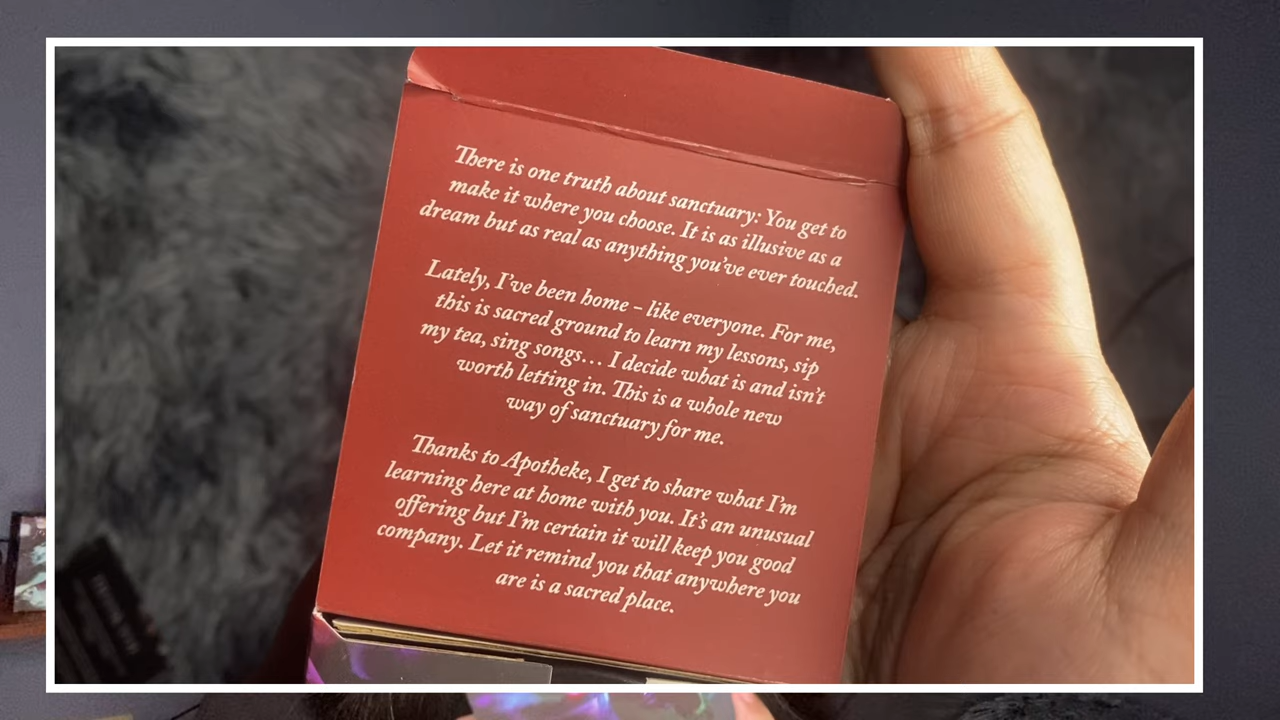 There is one truth about sanctuary: You get to
make it where you choose. It is as illusive as a
dream but as real as anything you've ever touched.
Lately, I've been home – like everyone. For me,
this is sacred ground to learn my lessons, sip
my tea, sing songs… I decide what is and isn't
worth letting in. This is a whole new
way of sanctuary for me.
Thanks to Apotheke, I get to share what I'm
learning here at home with you. It's an unusual
offering but I'm certain it will keep you good
company. Let it remind you that anywhere you
are is a sacred place.